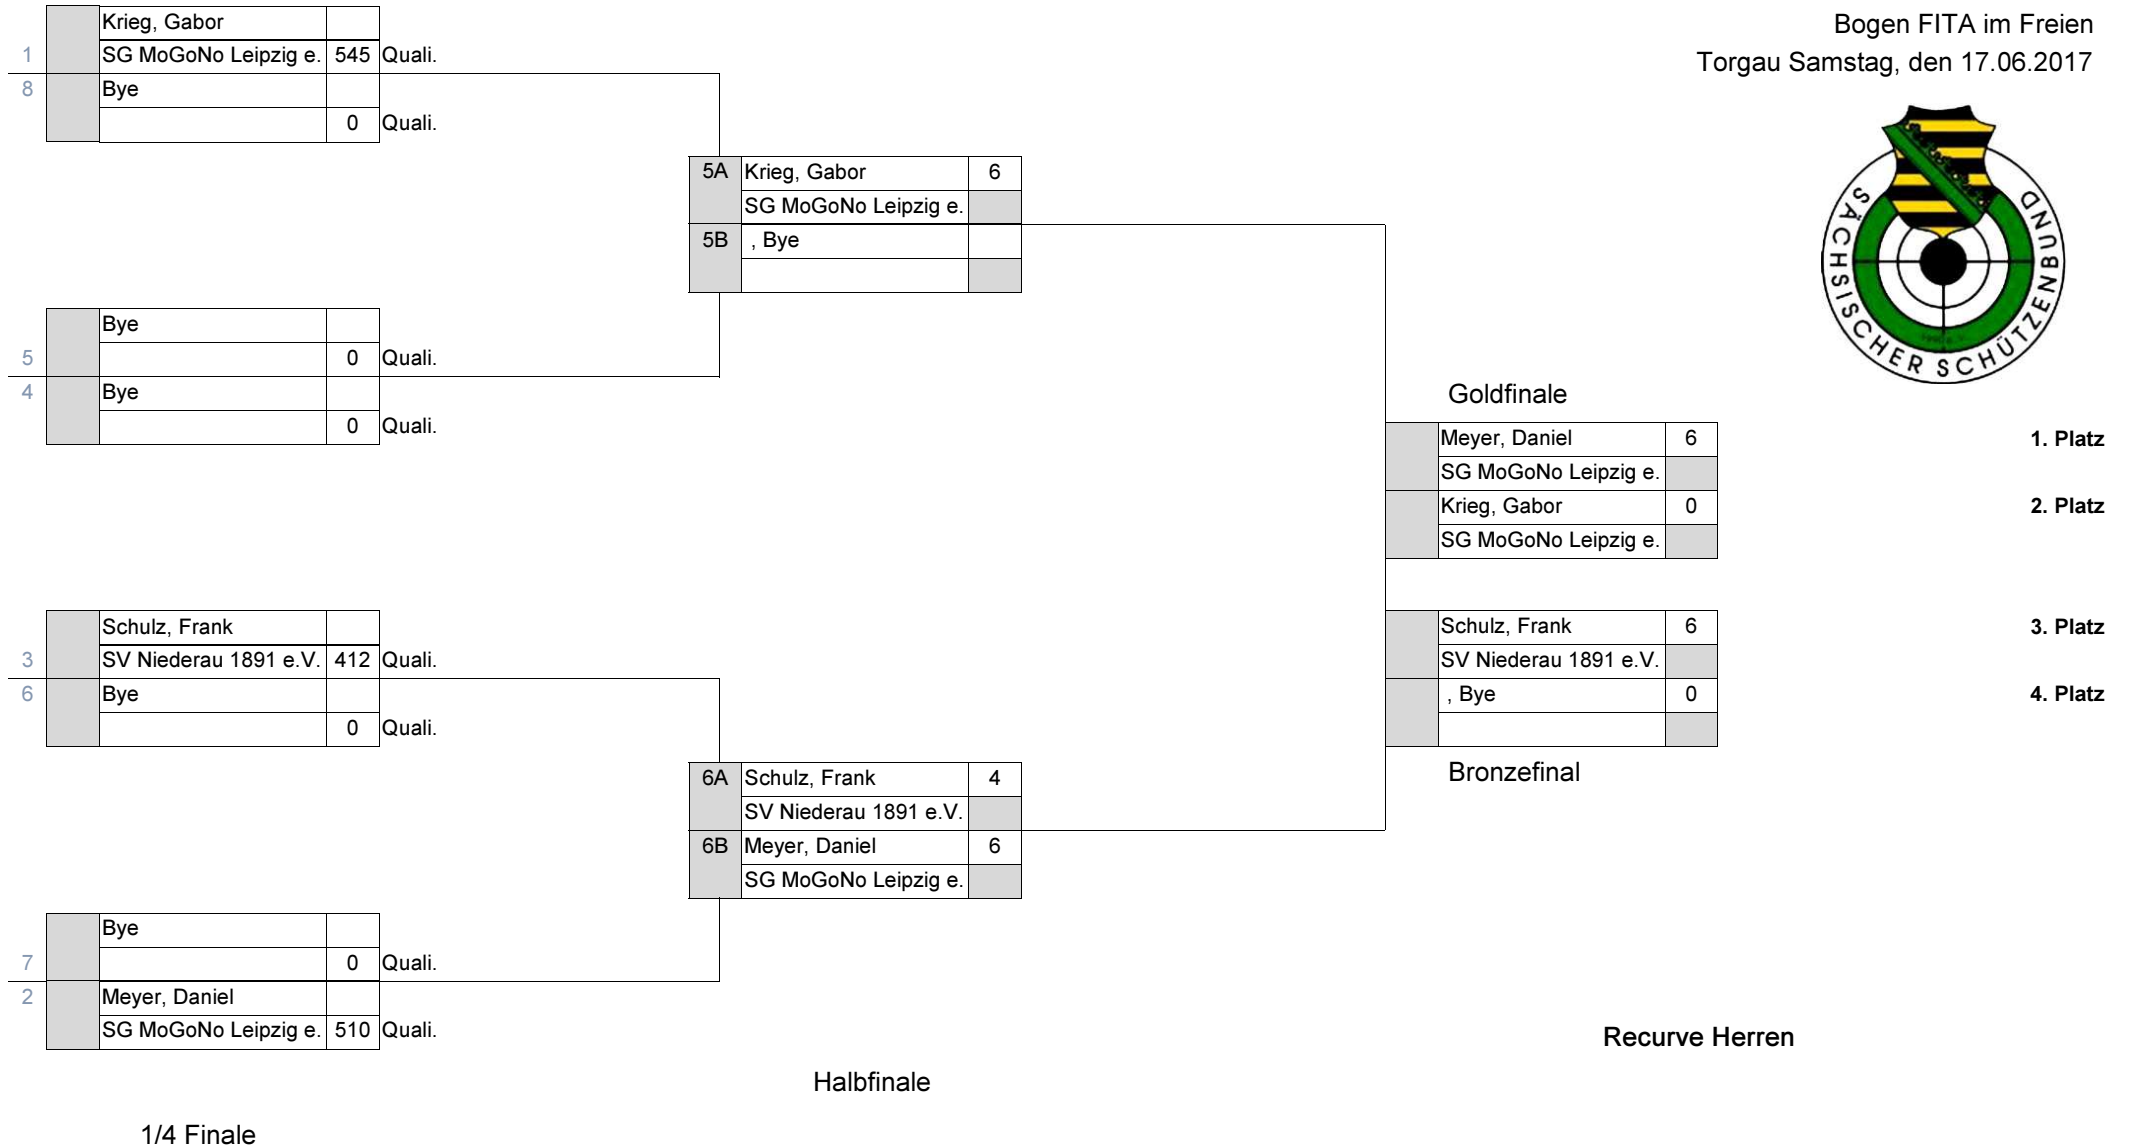 Bogen FITA im Freien
Torgau Samstag, den 17.06.2017
SÄCHSISCHER SCHÜTZENBUND
Krieg, Gabor
1 SG MoGoNo Leipzig e. 545 Quali.
8 Bye
0 Quali.
5A Krieg, Gabor 6
SG MoGoNo Leipzig e.
5B , Bye
Bye
5 0 Quali.
4 Bye
0 Quali.
Goldfinale
Meyer, Daniel 6 1. Platz
SG MoGoNo Leipzig e.
Krieg, Gabor 0 2. Platz
SG MoGoNo Leipzig e.
Schulz, Frank
3 SV Niederau 1891 e.V. 412 Quali.
6 Bye
0 Quali.
Schulz, Frank 6 3. Platz
SV Niederau 1891 e.V.
, Bye 0 4. Platz
Bronzefinal
6A Schulz, Frank 4
SV Niederau 1891 e.V.
6B Meyer, Daniel 6
SG MoGoNo Leipzig e.
Bye
7 0 Quali.
2 Meyer, Daniel
SG MoGoNo Leipzig e. 510 Quali.
Recurve Herren
Halbfinale
1/4 Finale